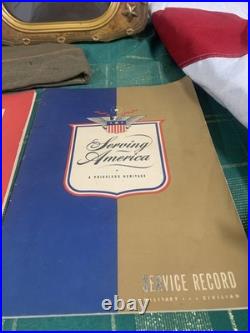 Serving
America
A PRICELESS HERITAGE
SERVICE RECORD
MILITARY • • • CIVILIAN